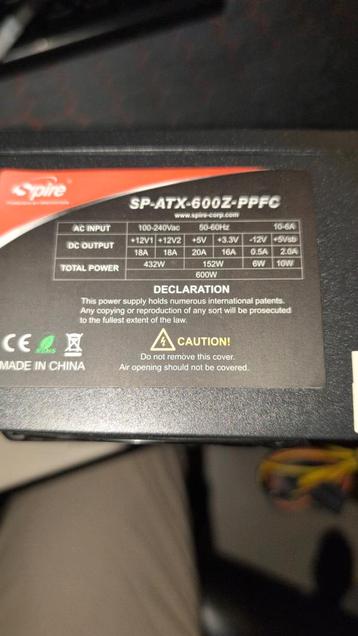 Spire
POWERED BY INNOVATION
SP-ATX-600Z-PPFC
www.spire-corp.com
AC INPUT 100-240Vac 50-60Hz 10-6A
DC OUTPUT +12V1 +12V2 +5V +3.3V -12V +5Vsb
18A 18A 20A 16A 0.5A 2.0A
TOTAL POWER 432W 152W 6W 10W
600W
DECLARATION
This power supply holds numerous international patents.
Any copying or reproduction of any sort will be prosecuted
to the fullest extent of the law.
CE
CAUTION!
Do not remove this cover.
Air opening should not be covered.
MADE IN CHINA